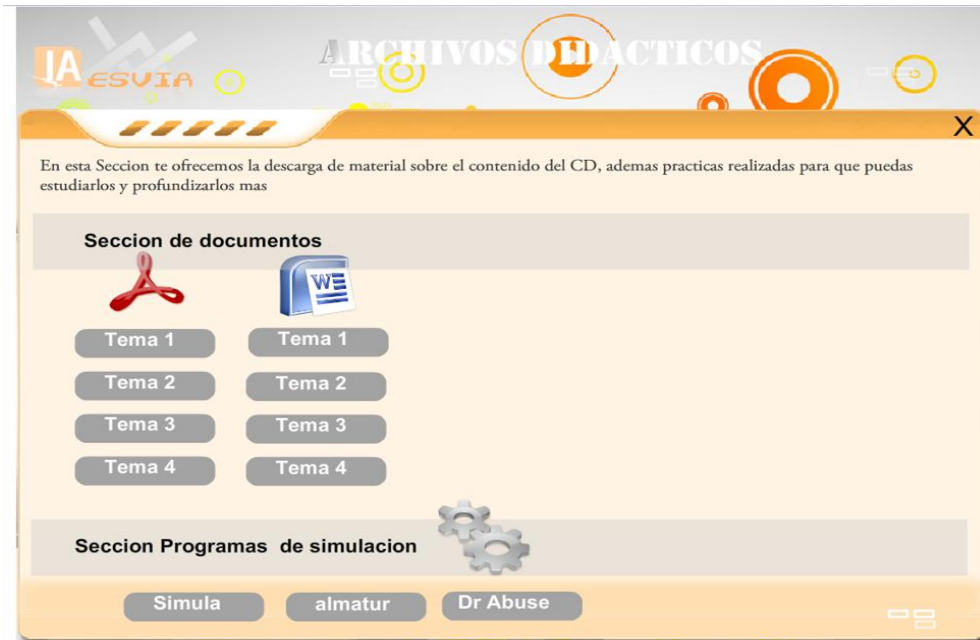 ARCHIVOS DIDACTICOS
IA ESVIA
X
En esta Seccion te ofrecemos la descarga de material sobre el contenido del CD, ademas practicas realizadas para que puedas
estudiarlos y profundizarlos mas
Seccion de documentos
W
Tema 1 Tema 1
Tema 2 Tema 2
Tema 3 Tema 3
Tema 4 Tema 4
Seccion Programas de simulacion
Simula almatur Dr Abuse